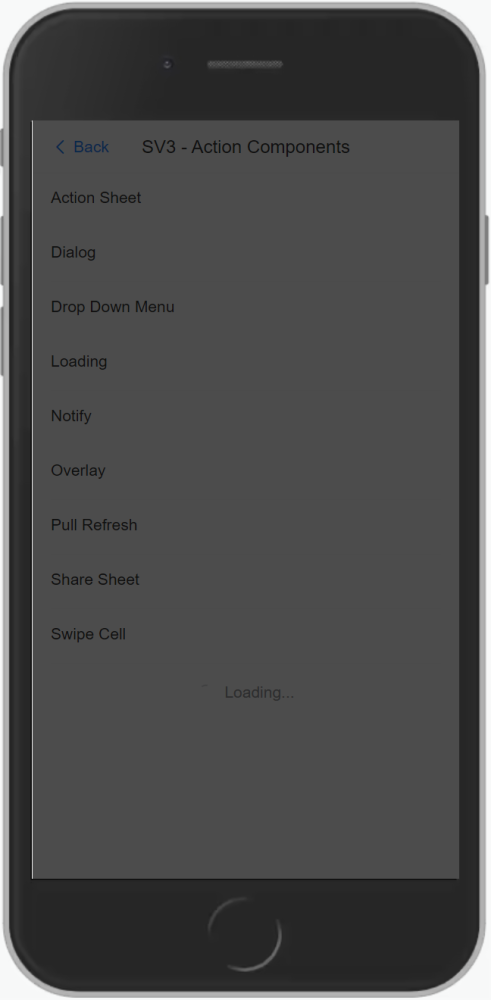 Back SV3 - Action Components
Action Sheet
Dialog
Drop Down Menu
Loading
Notify
Overlay
Pull Refresh
Share Sheet
Swipe Cell
Loading...